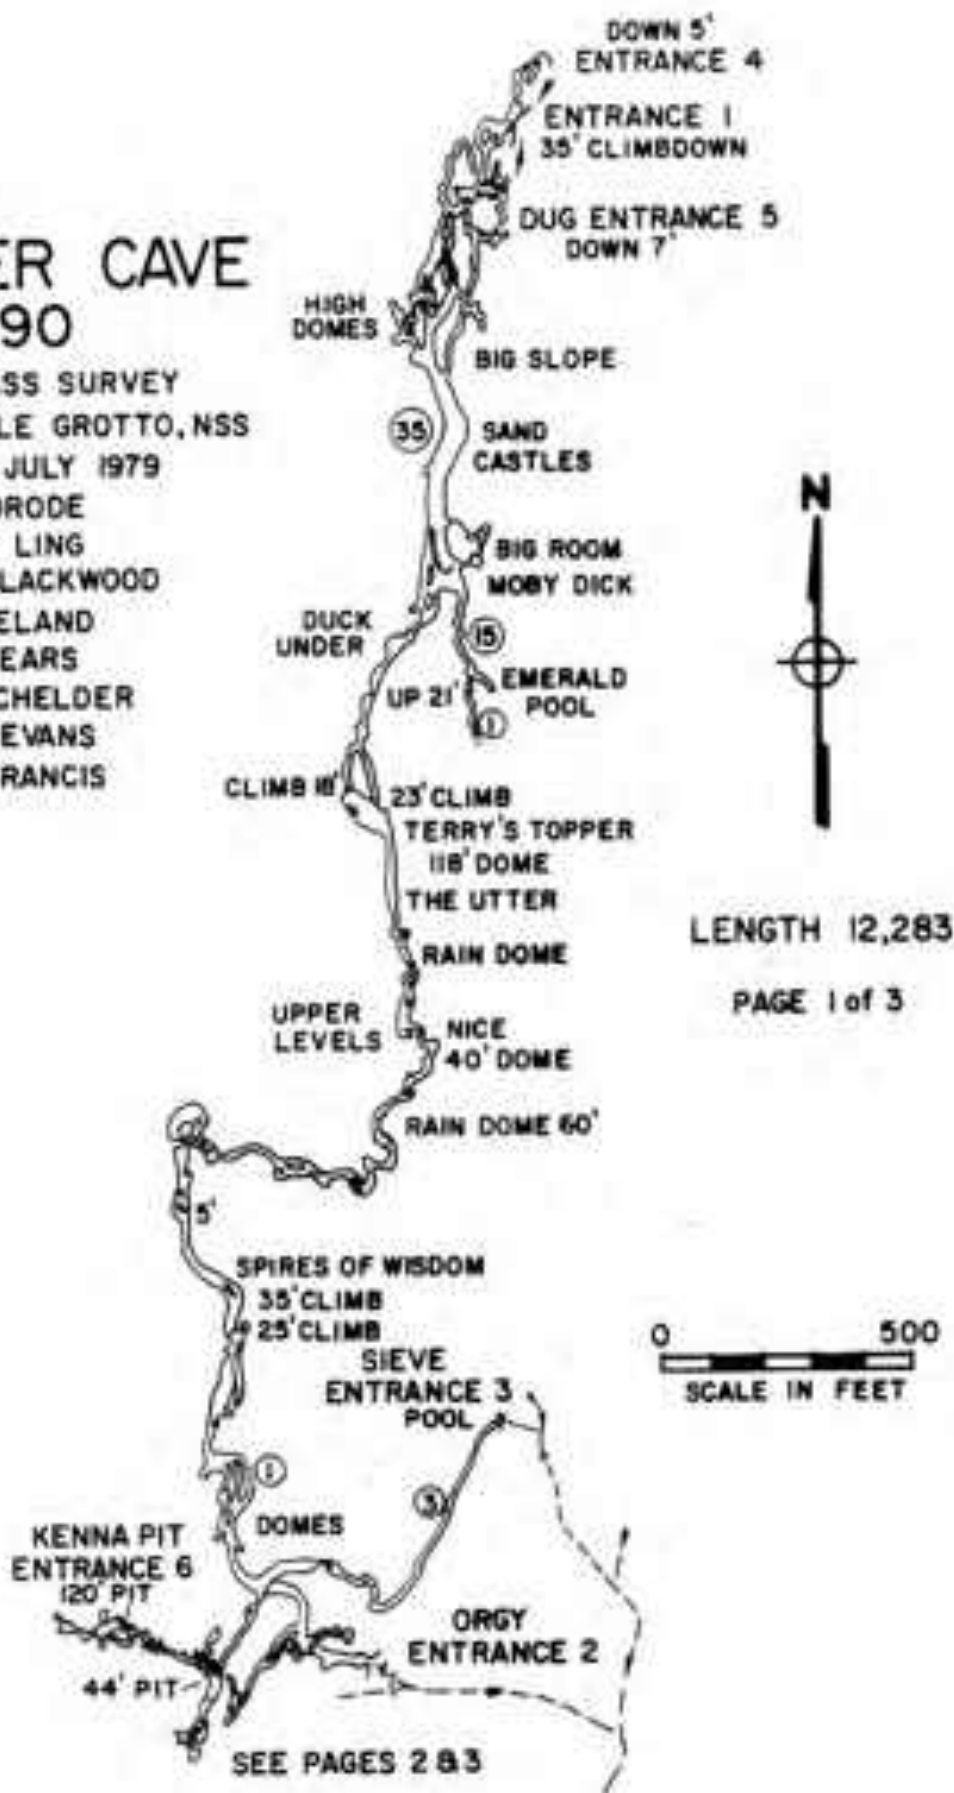 DOWN 5'
ENTRANCE 4
ENTRANCE 1
35' CLIMBDOWN
DUG ENTRANCE 5
DOWN 7'
ER CAVE
90
SS SURVEY
LE GROTTO, NSS
JULY 1979
ORODE
LING
LACKWOOD
ELAND
EARS
CHELDER
EVANS
RANCIS
HIGH
DOMES
BIG SLOPE
35
SAND
CASTLES
N
BIG ROOM
MOBY DICK
DUCK
UNDER
15
EMERALD
POOL
UP 21'
1
CLIMB 18'
23' CLIMB
TERRY'S TOPPER
118' DOME
THE UTTER
RAIN DOME
LENGTH 12,283
PAGE 1 of 3
UPPER
LEVELS
NICE
40' DOME
RAIN DOME 60'
5'
SPIRES OF WISDOM
35' CLIMB
25' CLIMB
SIEVE
ENTRANCE 3
POOL
0 500
SCALE IN FEET
1
3
DOMES
KENNA PIT
ENTRANCE 6
120' PIT
ORGY
ENTRANCE 2
44' PIT
SEE PAGES 2 & 3